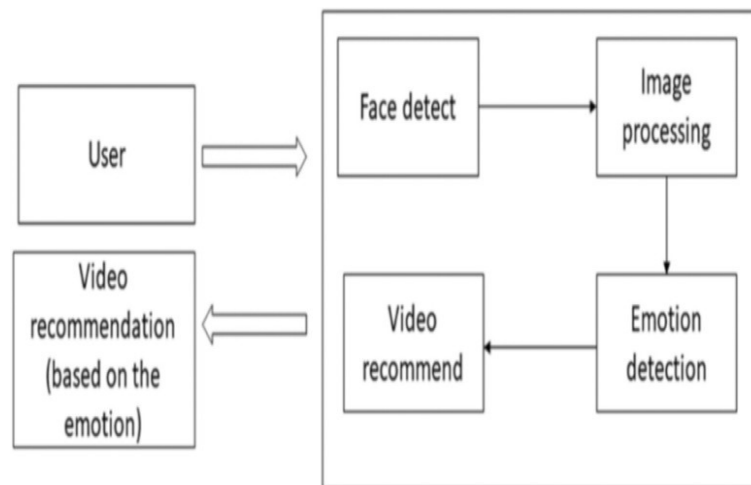 User
Face detect
Image
processing
Video
recommendation
(based on the
emotion)
Video
recommend
Emotion
detection